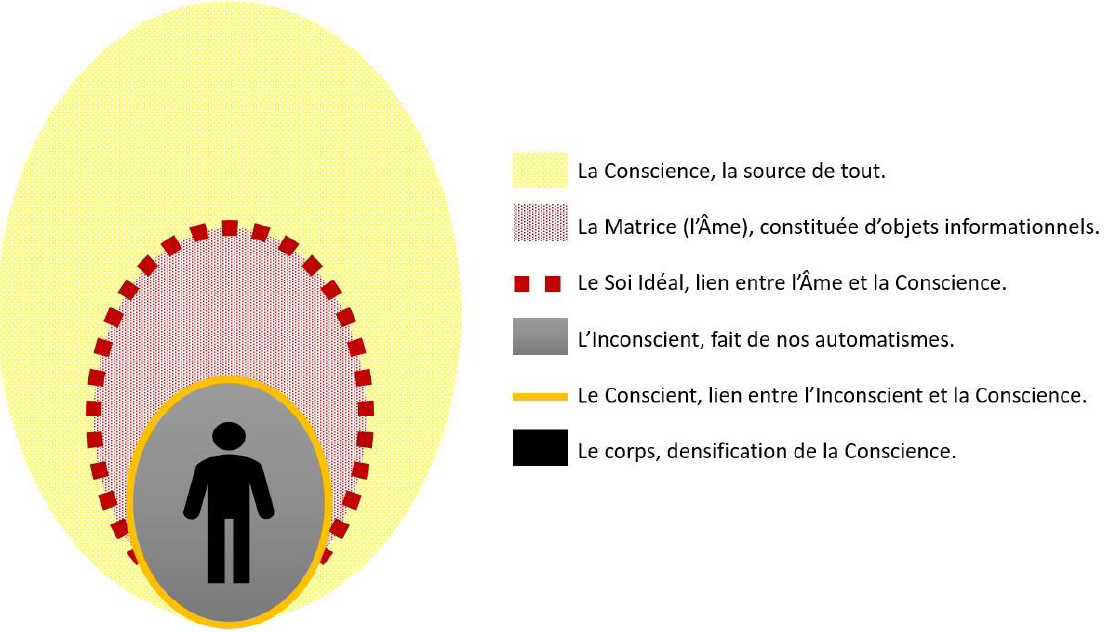 La Conscience, la source de tout.
La Matrice (l’Âme), constituée d’objets informationnels.
Le Soi Idéal, lien entre l’Âme et la Conscience.
L’Inconscient, fait de nos automatismes.
Le Conscient, lien entre l’Inconscient et la Conscience.
Le corps, densification de la Conscience.